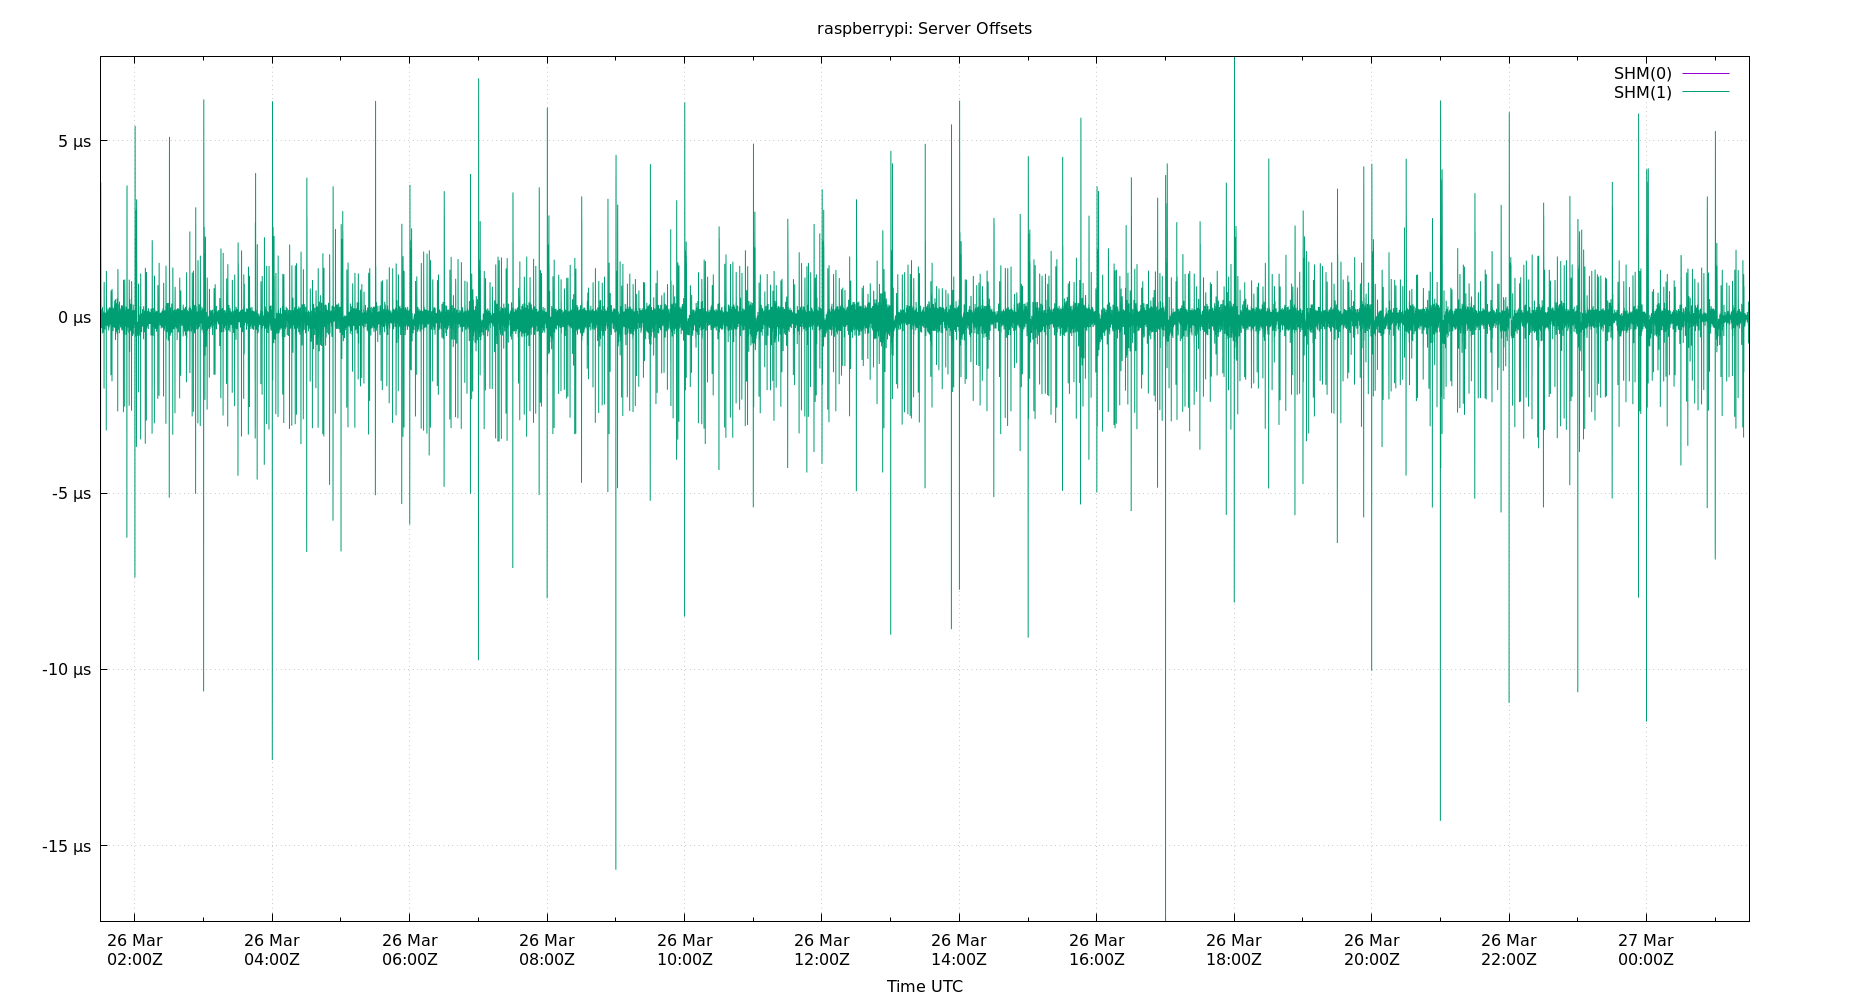 raspberrypi: Server Offsets
SHM(0)
SHM(1)
5 µs
0 µs
-5 µs
-10 µs
-15 µs
26 Mar 26 Mar 26 Mar 26 Mar 26 Mar 26 Mar 26 Mar 26 Mar 26 Mar 26 Mar 26 Mar 27 Mar
02:00Z 04:00Z 06:00Z 08:00Z 10:00Z 12:00Z 14:00Z 16:00Z 18:00Z 20:00Z 22:00Z 00:00Z
Time UTC